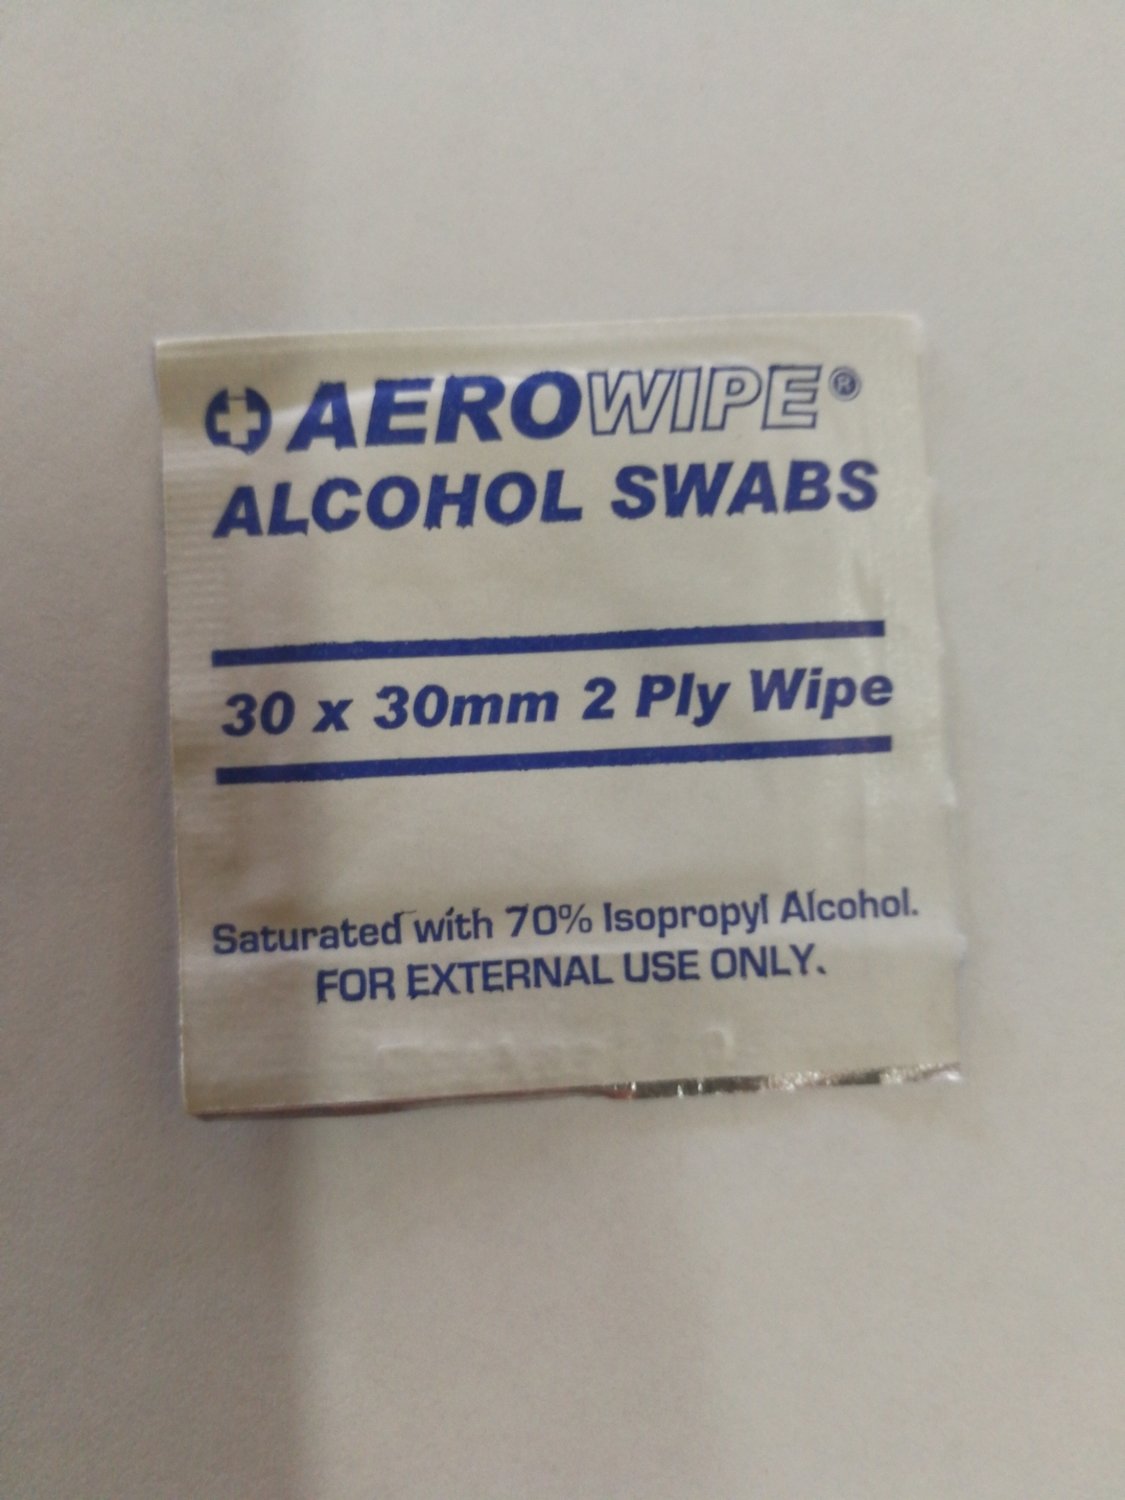 AEROWIPE®
ALCOHOL SWABS
30 x 30mm 2 Ply Wipe
Saturated with 70% Isopropyl Alcohol.
FOR EXTERNAL USE ONLY.